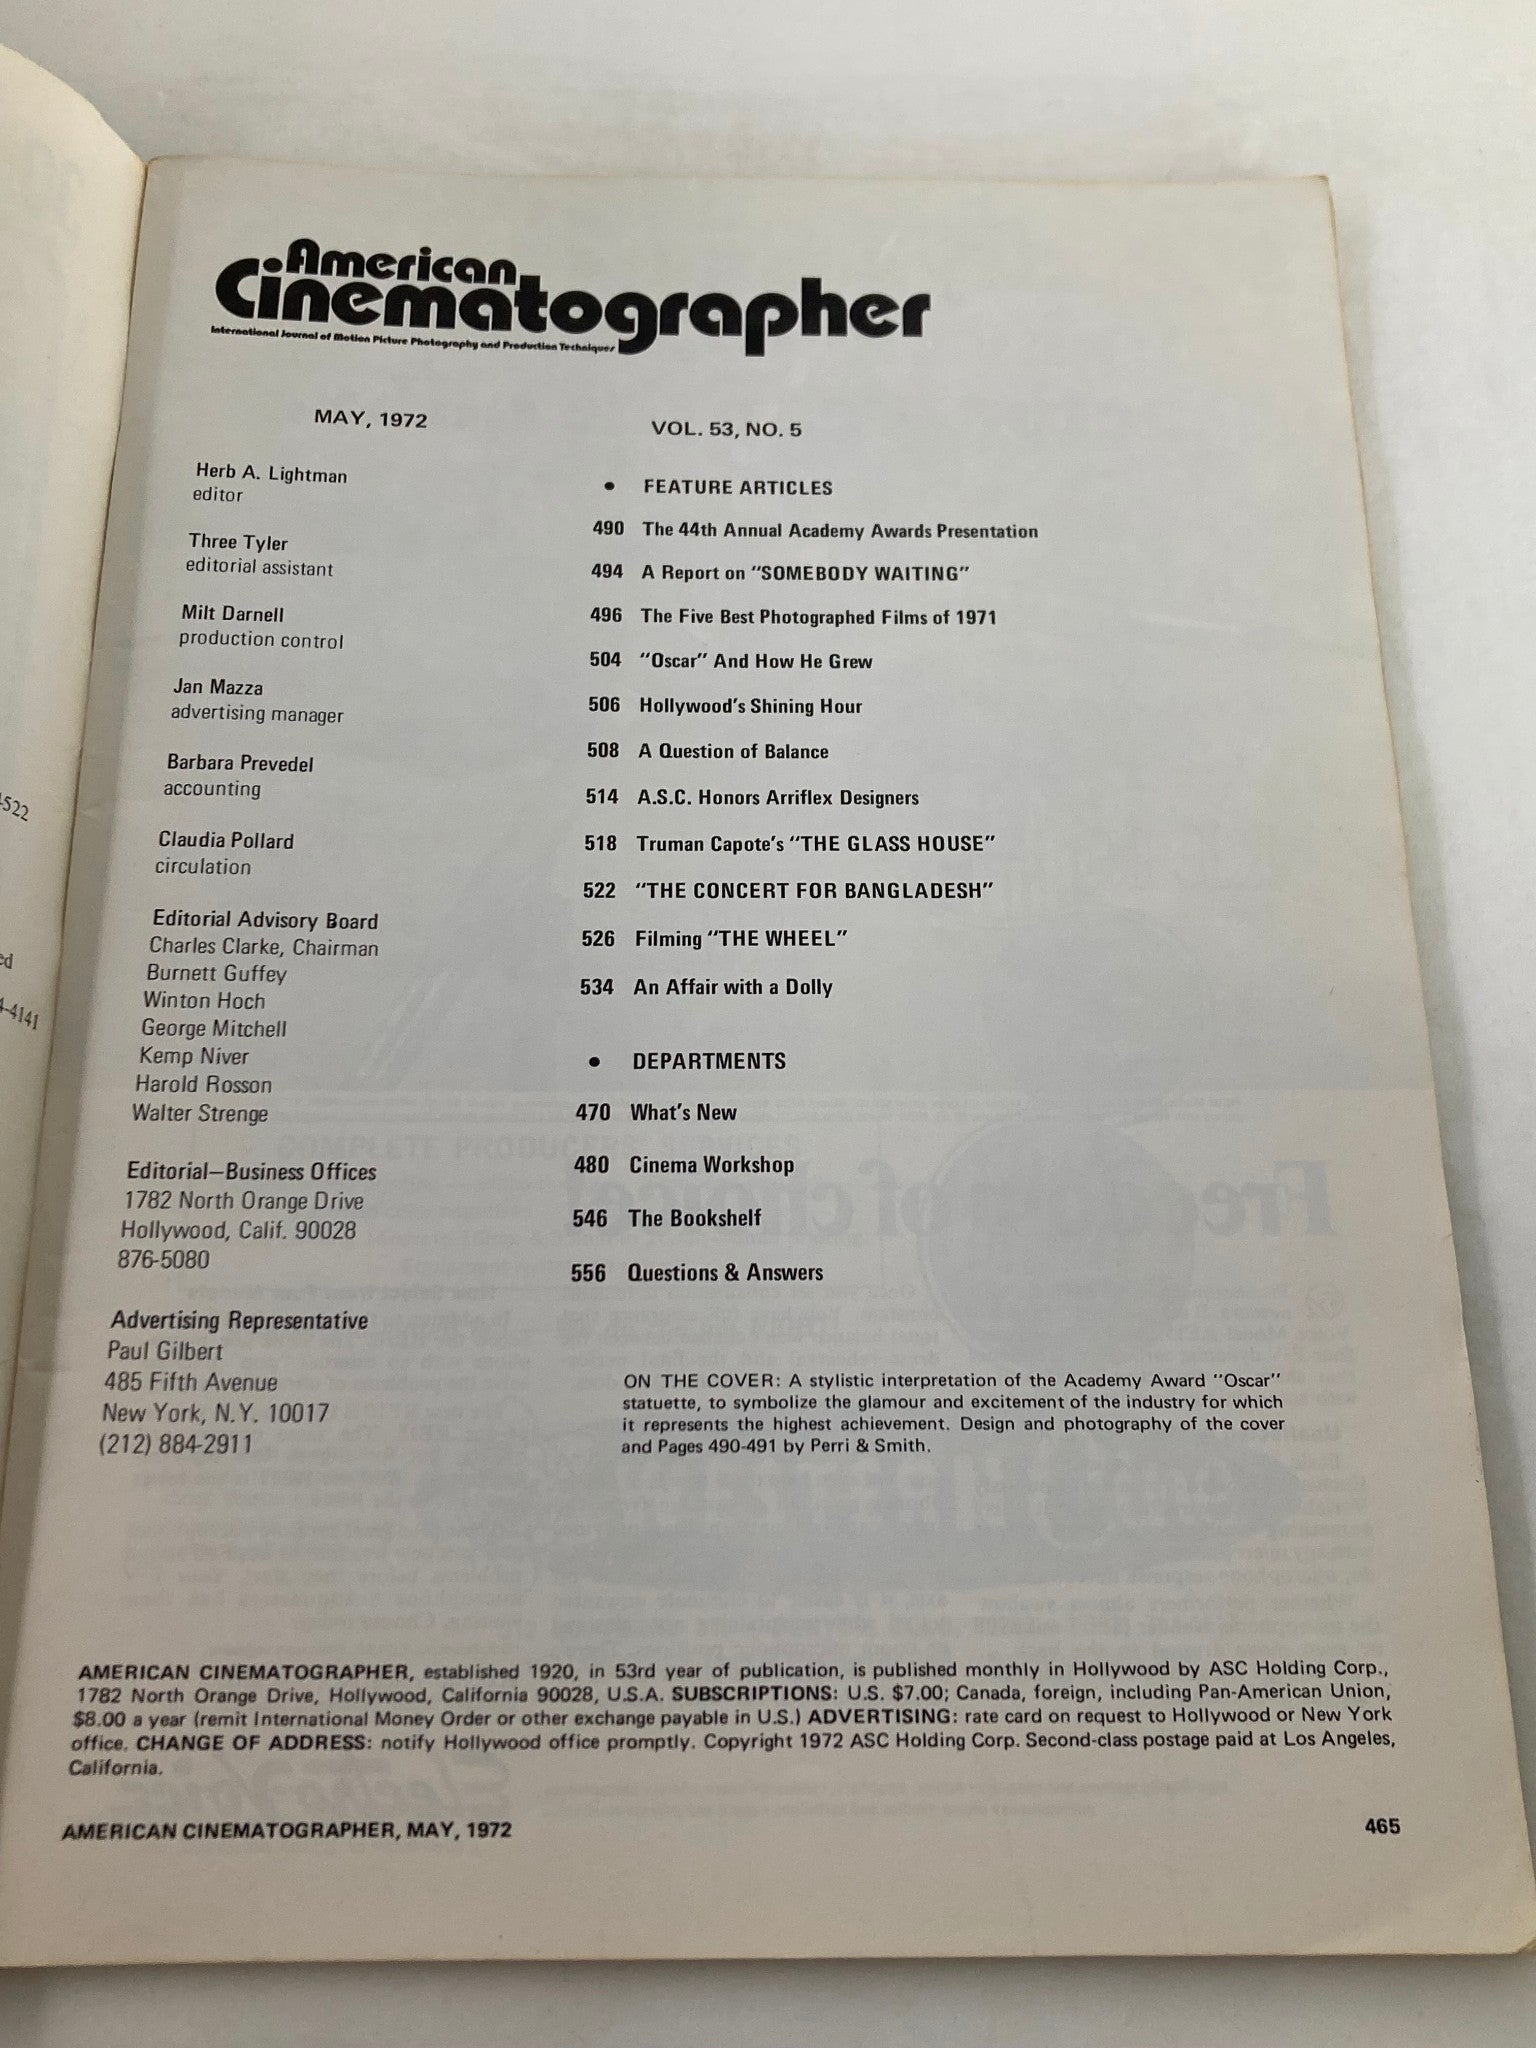 American
Cinematographer
International Journal of Motion Picture Photography and Production Techniques
MAY, 1972
Herb A. Lightman
editor
Three Tyler
editorial assistant
Milt Darnell
production control
Jan Mazza
advertising manager
Barbara Prevedel
accounting
Claudia Pollard
circulation
Editorial Advisory Board
Charles Clarke, Chairman
Burnett Guffey
Winton Hoch
George Mitchell
Kemp Niver
Harold Rosson
Walter Strenge
Editorial—Business Offices
1782 North Orange Drive
Hollywood, Calif. 90028
876-5080
Advertising Representative
Paul Gilbert
485 Fifth Avenue
New York, N.Y. 10017
(212) 884-2911
VOL. 53, NO. 5
• FEATURE ARTICLES
490 The 44th Annual Academy Awards Presentation
494 A Report on "SOMEBODY WAITING"
496 The Five Best Photographed Films of 1971
504 "Oscar" And How He Grew
506 Hollywood's Shining Hour
508 A Question of Balance
514 A.S.C. Honors Arriflex Designers
518 Truman Capote's "THE GLASS HOUSE"
522 "THE CONCERT FOR BANGLADESH"
526 Filming "THE WHEEL"
534 An Affair with a Dolly
• DEPARTMENTS
470 What's New
480 Cinema Workshop
546 The Bookshelf
556 Questions & Answers
ON THE COVER: A stylistic interpretation of the Academy Award "Oscar"
statuette, to symbolize the glamour and excitement of the industry for which
it represents the highest achievement. Design and photography of the cover
and Pages 490-491 by Perri & Smith.
AMERICAN CINEMATOGRAPHER, established 1920, in 53rd year of publication, is published monthly in Hollywood by ASC Holding Corp.,
1782 North Orange Drive, Hollywood, California 90028, U.S.A. SUBSCRIPTIONS: U.S. $7.00; Canada, foreign, including Pan-American Union,
$8.00 a year (remit International Money Order or other exchange payable in U.S.) ADVERTISING: rate card on request to Hollywood or New York
office. CHANGE OF ADDRESS: notify Hollywood office promptly. Copyright 1972 ASC Holding Corp. Second-class postage paid at Los Angeles,
California.
AMERICAN CINEMATOGRAPHER, MAY, 1972
465